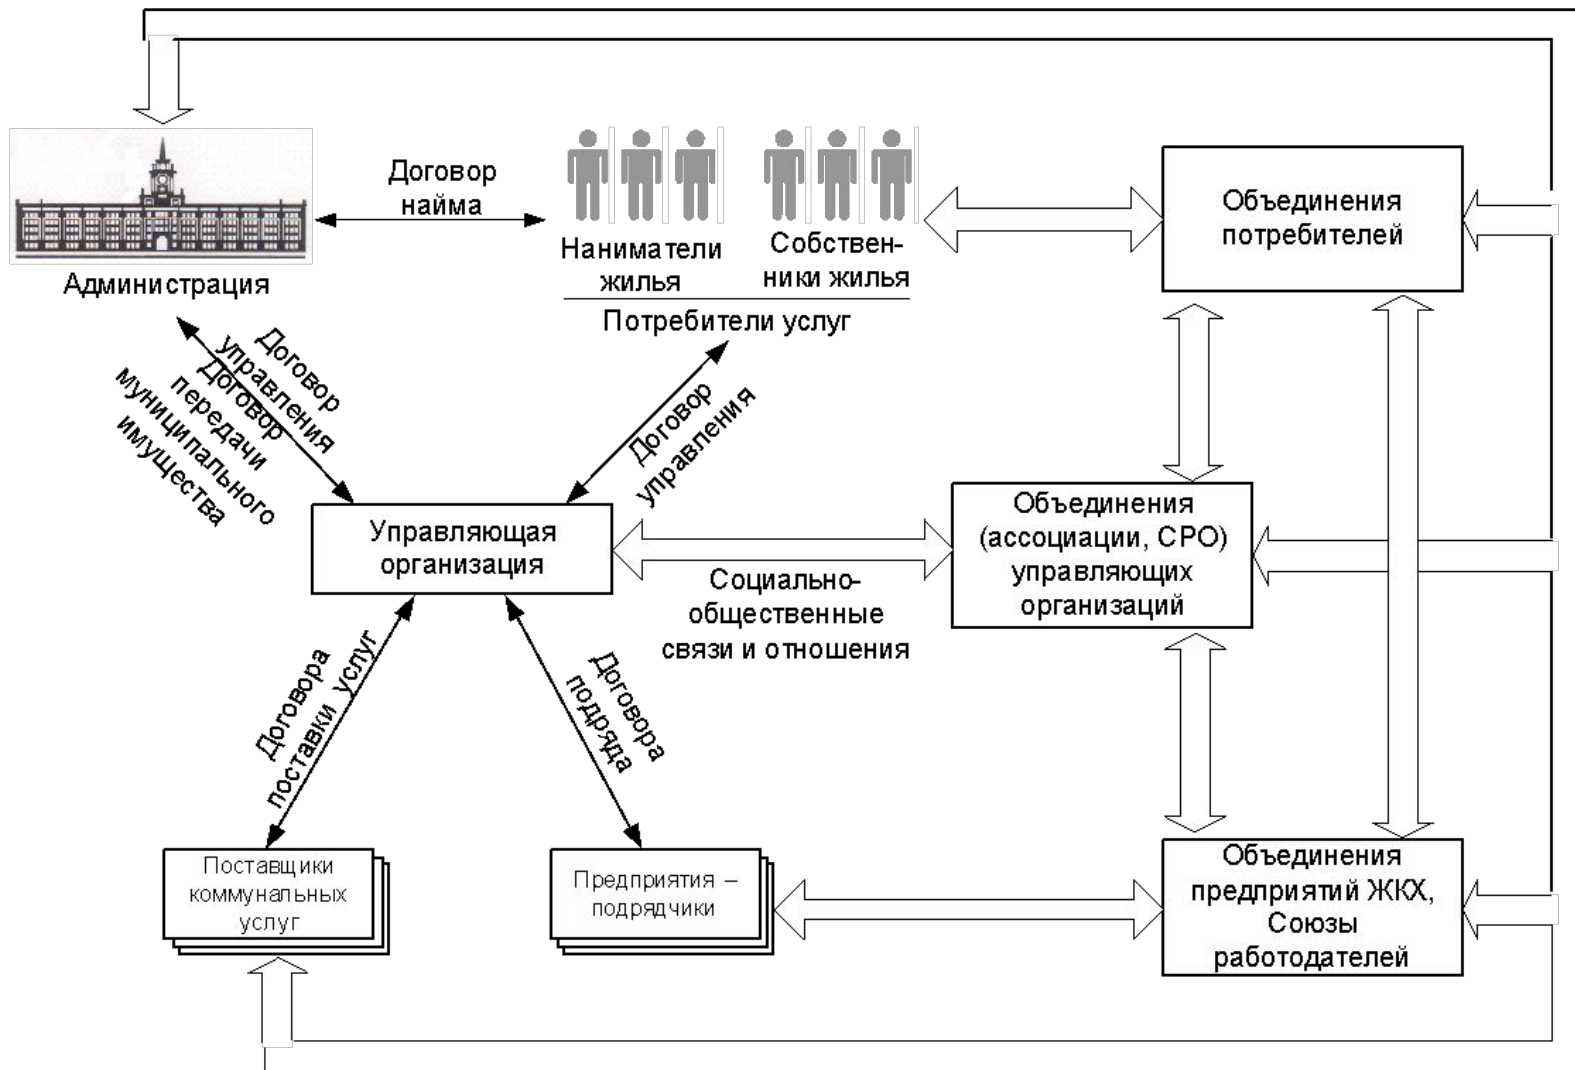 Договор
найма
Администрация
Наниматели
жилья
Собствен-
ники жилья
Потребители услуг
Объединения
потребителей
Договор
управления
Договор
передачи
муниципального
имущества
Договор
управления
Управляющая
организация
Объединения
(ассоциации, СРО)
управляющих
организаций
Социально-
общественные
связи и отношения
Договора
поставки услуг
Договора
подряда
Поставщики
коммунальных
услуг
Предприятия –
подрядчики
Объединения
предприятий ЖКХ,
Союзы
работодателей